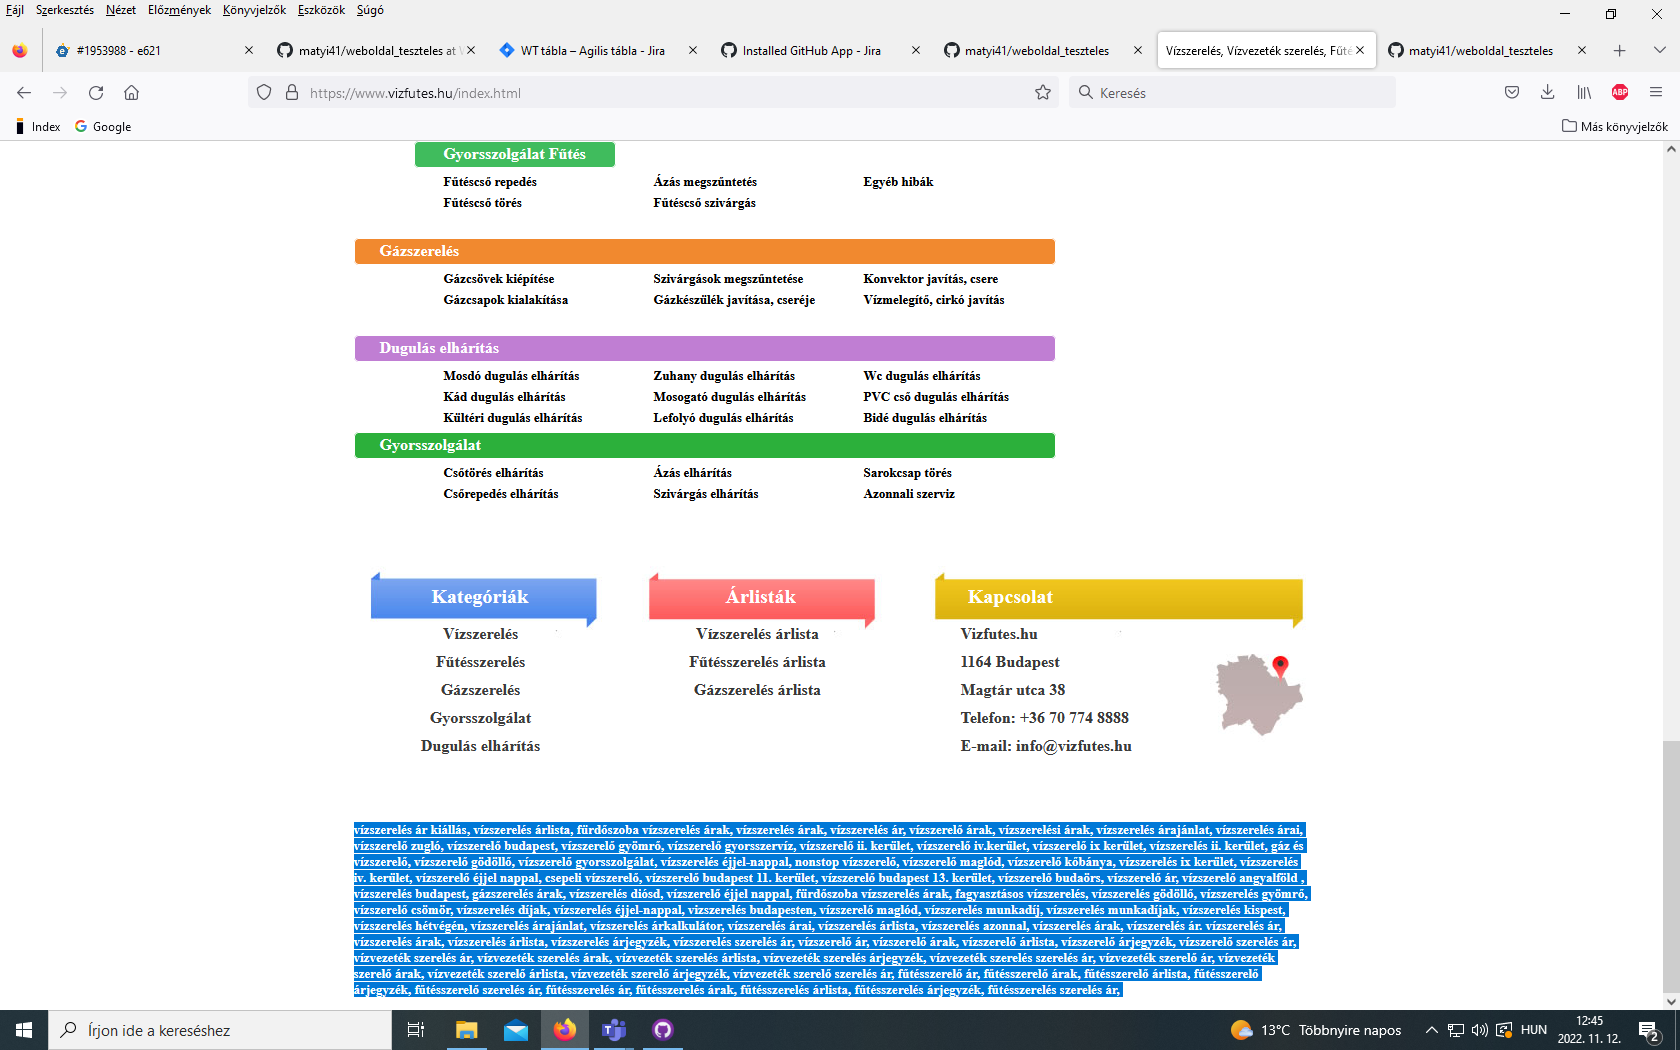 Fájl Szerkesztés Nézet Előzmények Könyvjelzők Eszközök Súgó
#1953988 - e621
matyi41/weboldal_teszteles at
WT tábla – Agilis tábla - Jira
Installed GitHub App - Jira
matyi41/weboldal_teszteles
Vízszerelés, Vízvezeték szerelés, Fűté
matyi41/weboldal_teszteles
https://www.vizfutes.hu/index.html
Keresés
ABP
Index Google Más könyvjelzők
Gyorsszolgálat Fűtés
Fűtéscső repedés Ázás megszűntetés Egyéb hibák
Fűtéscső törés Fűtéscső szivárgás
Gázszerelés
Gázcsövek kiépítése Szivárgások megszűntetése Konvektor javítás, csere
Gázcsapok kialakítása Gázkészülék javítása, cseréje Vízmelegítő, cirkó javítás
Dugulás elhárítás
Mosdó dugulás elhárítás Zuhany dugulás elhárítás Wc dugulás elhárítás
Kád dugulás elhárítás Mosogató dugulás elhárítás PVC cső dugulás elhárítás
Kültéri dugulás elhárítás Lefolyó dugulás elhárítás Bidé dugulás elhárítás
Gyorsszolgálat
Csőtörés elhárítás Ázás elhárítás Sarokcsap törés
Csőrepedés elhárítás Szivárgás elhárítás Azonnali szerviz
Kategóriák
Vízszerelés
Fűtésszerelés
Gázszerelés
Gyorsszolgálat
Dugulás elhárítás
Árlisták
Vízszerelés árlista
Fűtésszerelés árlista
Gázszerelés árlista
Kapcsolat
Vizfutes.hu
1164 Budapest
Magtár utca 38
Telefon: +36 70 774 8888
E-mail: info@vizfutes.hu
vízszerelés ár kiállás, vízszerelés árlista, fürdőszoba vízszerelés árak, vízszerelés árak, vízszerelés ár, vízszerelő árak, vízszerelési árak, vízszerelés árajánlat, vízszerelés árai,
vízszerelő zugló, vízszerelő budapest, vízszerelő gyömrő, vízszerelő gyorsszervíz, vízszerelő ii. kerület, vízszerelő iv.kerület, vízszerelő ix kerület, vízszerelés ii. kerület, gáz és
vízszerelő, vízszerelő gödöllő, vízszerelő gyorsszolgálat, vízszerelés éjjel-nappal, nonstop vízszerelő, vízszerelő maglód, vízszerelő kőbánya, vízszerelés ix kerület, vízszerelés
iv. kerület, vízszerelő éjjel nappal, csepeli vízszerelő, vízszerelő budapest 11. kerület, vízszerelő budapest 13. kerület, vízszerelő budaörs, vízszerelő ár, vízszerelő angyalföld ,
vízszerelés budapest, gázszerelés árak, vízszerelés diósd, vízszerelő éjjel nappal, fürdőszoba vízszerelés árak, fagyasztásos vízszerelés, vízszerelés gödöllő, vízszerelés gyömrő,
vízszerelő csömör, vízszerelés díjak, vízszerelés éjjel-nappal, vizszerelés budapesten, vízszerelő maglód, vízszerelés munkadíj, vízszerelés munkadíjak, vízszerelés kispest,
vízszerelés hétvégén, vízszerelés árajánlat, vízszerelés árkalkulátor, vízszerelés árai, vízszerelés árlista, vízszerelés azonnal, vízszerelés árak, vízszerelés ár. vízszerelés ár,
vízszerelés árak, vízszerelés árlista, vízszerelés árjegyzék, vízszerelés szerelés ár, vízszerelő ár, vízszerelő árak, vízszerelő árlista, vízszerelő árjegyzék, vízszerelő szerelés ár,
vízvezeték szerelés ár, vízvezeték szerelés árak, vízvezeték szerelés árlista, vízvezeték szerelés árjegyzék, vízvezeték szerelés szerelés ár, vízvezeték szerelő ár, vízvezeték
szerelő árak, vízvezeték szerelő árlista, vízvezeték szerelő árjegyzék, vízvezeték szerelő szerelés ár, fűtésszerelő ár, fűtésszerelő árak, fűtésszerelő árlista, fűtésszerelő
árjegyzék, fűtésszerelő szerelés ár, fűtésszerelés ár, fűtésszerelés árak, fűtésszerelés árlista, fűtésszerelés árjegyzék, fűtésszerelés szerelés ár,
Írjon ide a kereséshez
13°C Többnyire napos
HUN
12:45
2022. 11. 12.
2